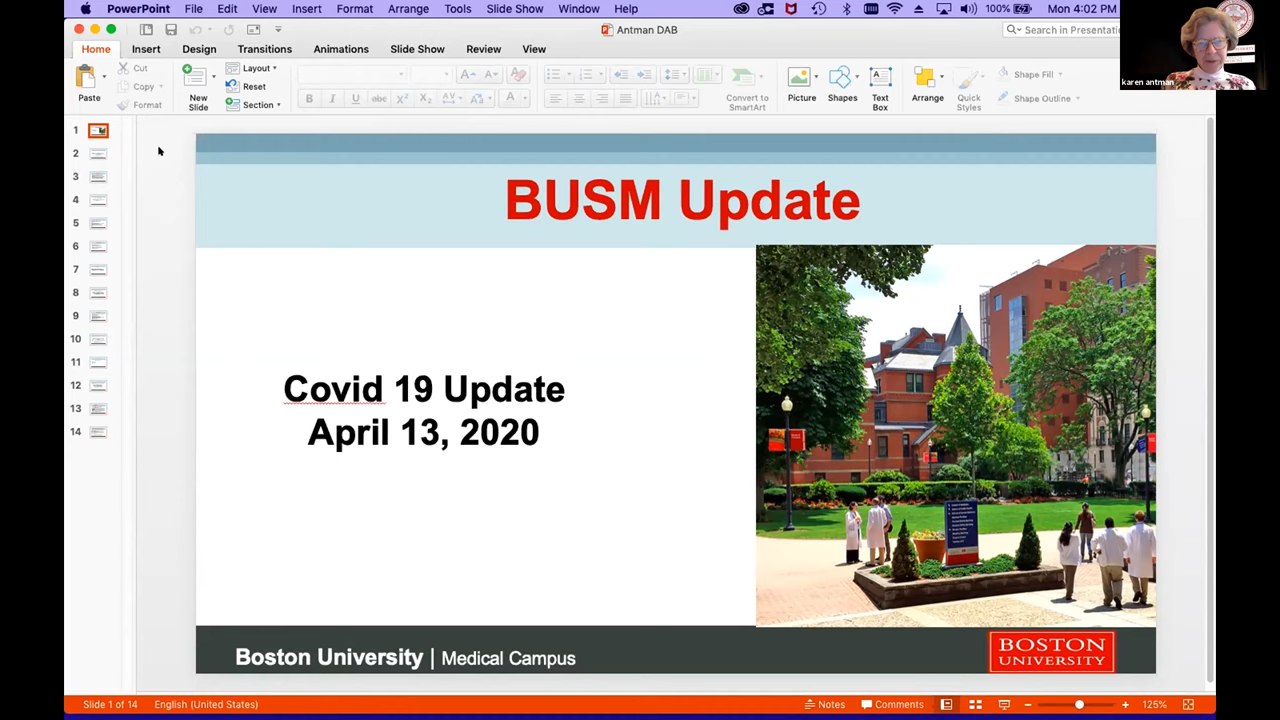 PowerPoint File Edit View Insert Format Arrange Tools Slide Show Window Help 100% Mon 4:02 PM
Antman DAB
Search in Presentatio
Home Insert Design Transitions Animations Slide Show Review View
karen antman
Paste
Cut
Copy
Format
New
Slide
Layout
Reset
Section
B I U abc X² X₂
Convert to
SmartArt
Picture
Shapes
Text
Box
Arrange
Quick
Styles
Shape Fill
Shape Outline
1
2
3
4
5
6
7
8
9
10
11
12
13
14
BUSM Update
Covid 19 Update
April 13, 2020
Boston University | Medical Campus
BOSTON
UNIVERSITY
Slide 1 of 14 English (United States) Notes Comments 125%